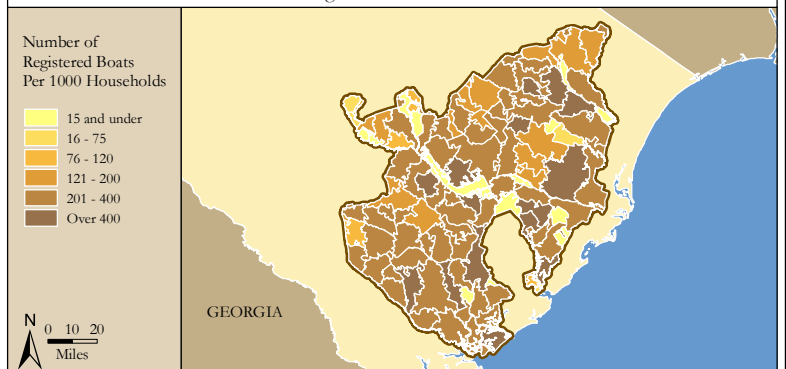 Number of
Registered Boats
Per 1000 Households
15 and under
16 - 75
76 - 120
121 - 200
201 - 400
Over 400
GEORGIA
N
0 10 20
Miles